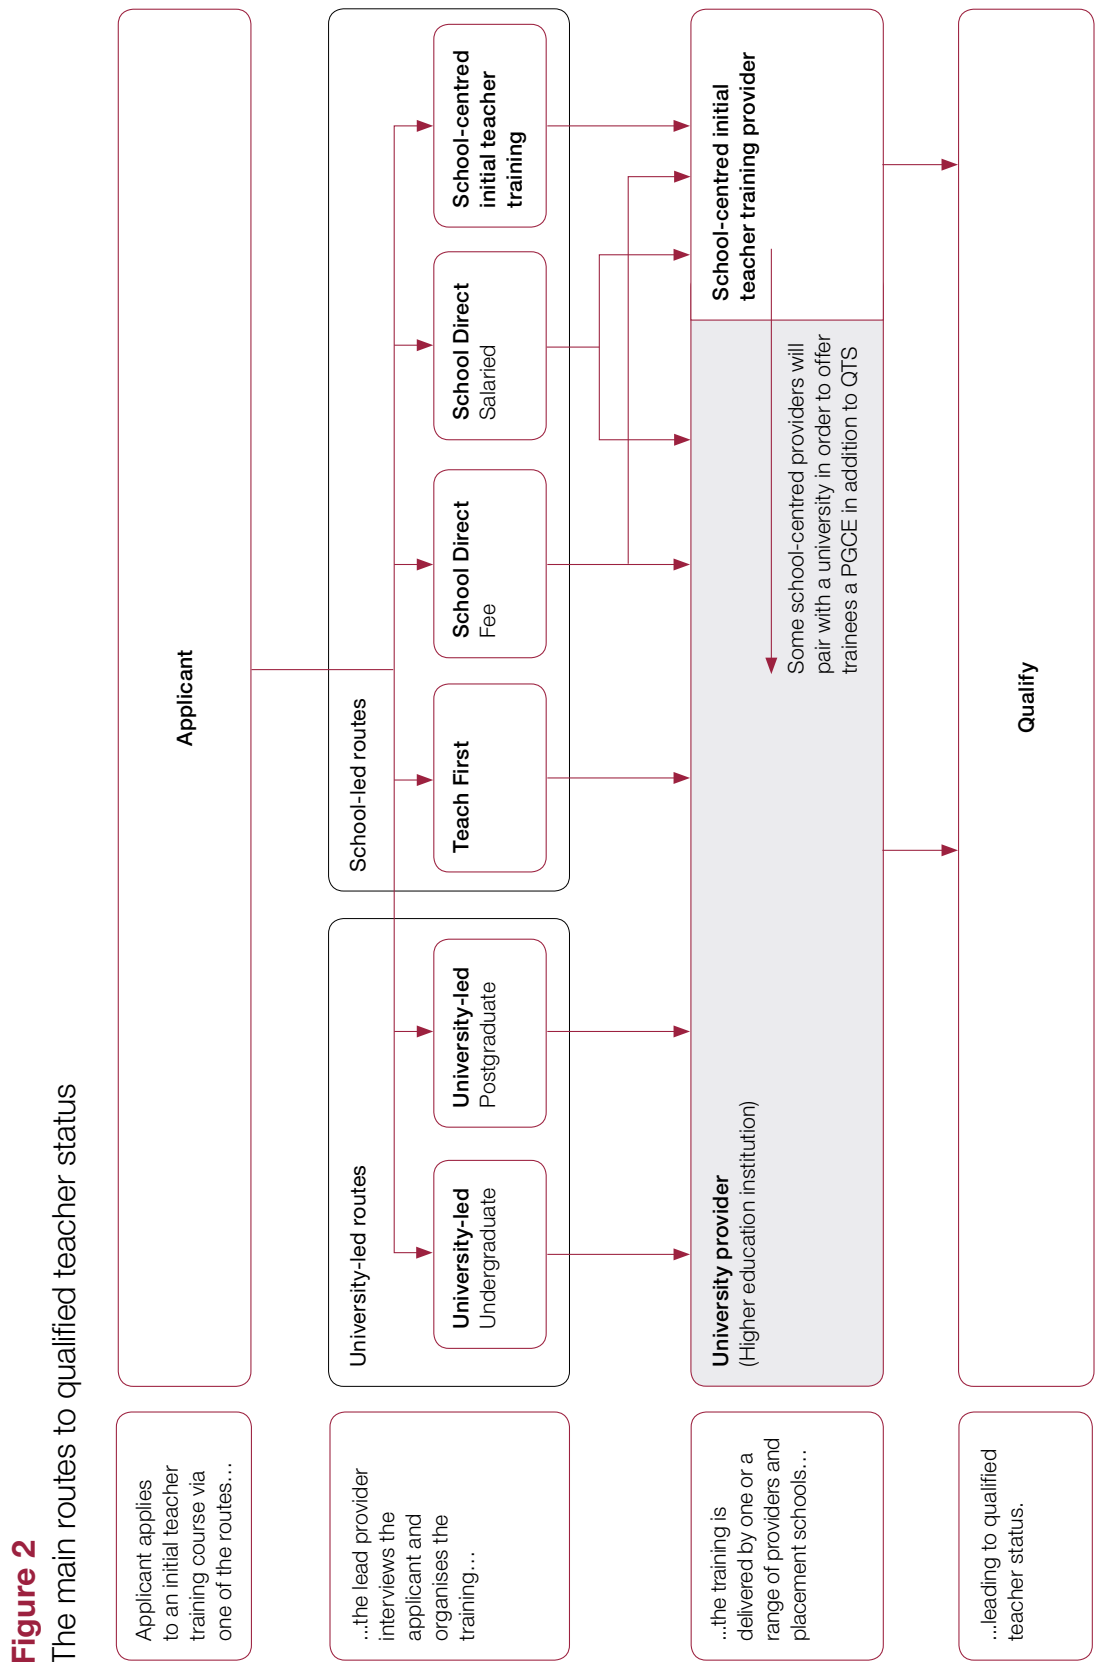 Figure 2
The main routes to qualified teacher status
Applicant applies
to an initial teacher
training course via
one of the routes…
Applicant
...the lead provider
interviews the
applicant and
organises the
training…
University-led routes
University-led
Undergraduate
University-led
Postgraduate
School-led routes
Teach First
School Direct
Fee
School Direct
Salaried
School-centred
initial teacher
training
...the training is
delivered by one or a
range of providers and
placement schools…
University provider
(Higher education institution)
Some school-centred providers will
pair with a university in order to offer
trainees a PGCE in addition to QTS
School-centred initial
teacher training provider
...leading to qualified
teacher status.
Qualify